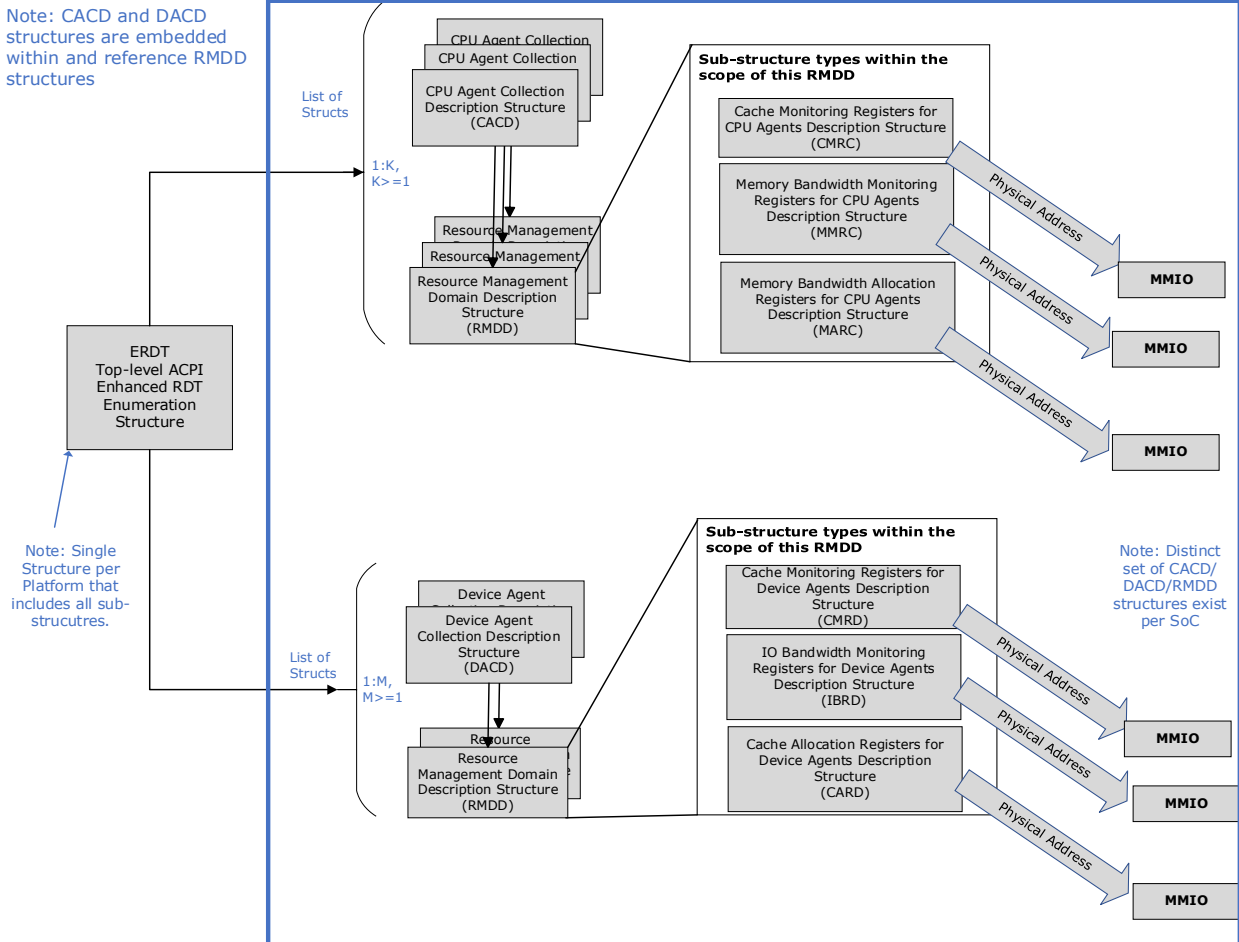 Note: CACD and DACD
structures are embedded
within and reference RMDD
structures
List of
Structs
1:K,
K>=1
CPU Agent Collection
CPU Agent Collection
CPU Agent Collection
Description Structure
(CACD)
Resource Management
Resource Management
Resource Management
Domain Description
Structure
(RMDD)
Sub-structure types within the
scope of this RMDD
Cache Monitoring Registers for
CPU Agents Description Structure
(CMRC)
Memory Bandwidth Monitoring
Registers for CPU Agents
Description Structure
(MMRC)
Memory Bandwidth Allocation
Registers for CPU Agents
Description Structure
(MARC)
Physical Address
Physical Address
Physical Address
MMIO
MMIO
MMIO
ERDT
Top-level ACPI
Enhanced RDT
Enumeration
Structure
Note: Single
Structure per
Platform that
includes all sub-
strucutres.
List of
Structs
1:M,
M>=1
Device Agent
Device Agent
Collection Description
Structure
(DACD)
Resource
Resource
Management Domain
Description Structure
(RMDD)
Sub-structure types within the
scope of this RMDD
Cache Monitoring Registers for
Device Agents Description
Structure
(CMRD)
IO Bandwidth Monitoring
Registers for Device Agents
Description Structure
(IBRD)
Cache Allocation Registers for
Device Agents Description
Structure
(CARD)
Physical Address
Physical Address
Physical Address
MMIO
MMIO
MMIO
Note: Distinct
set of CACD/
DACD/RMDD
structures exist
per SoC